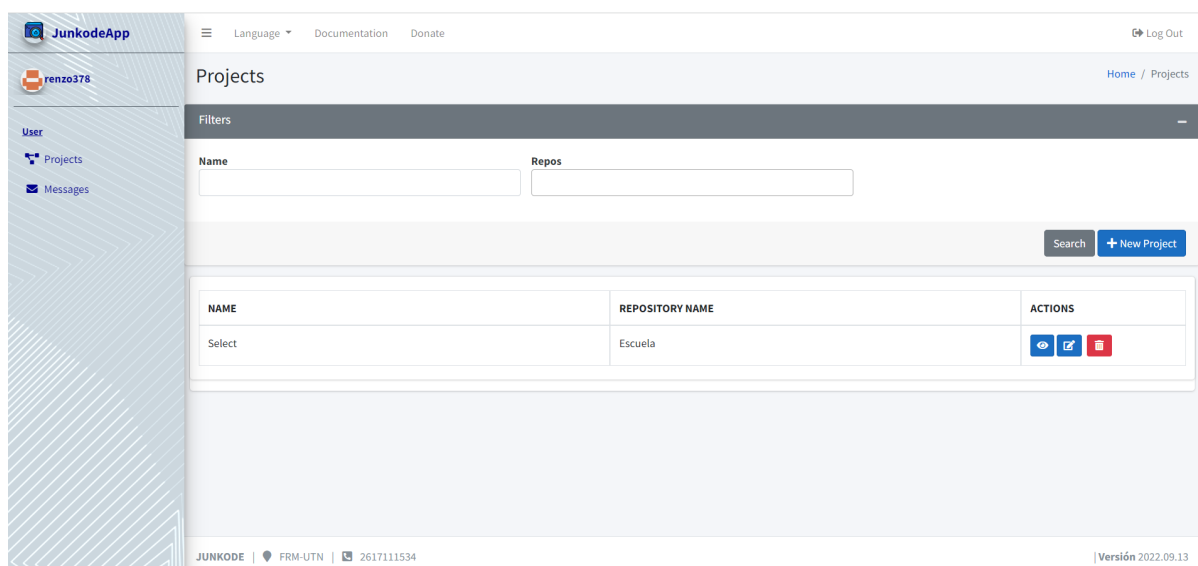 JunkodeApp
Language Documentation Donate
Log Out
renzo378
Projects
Home / Projects
User
Projects
Messages
Filters
Name Repos
Search New Project
NAME REPOSITORY NAME ACTIONS
Select Escuela
JUNKODE | FRM-UTN | 2617111534
| Versión 2022.09.13